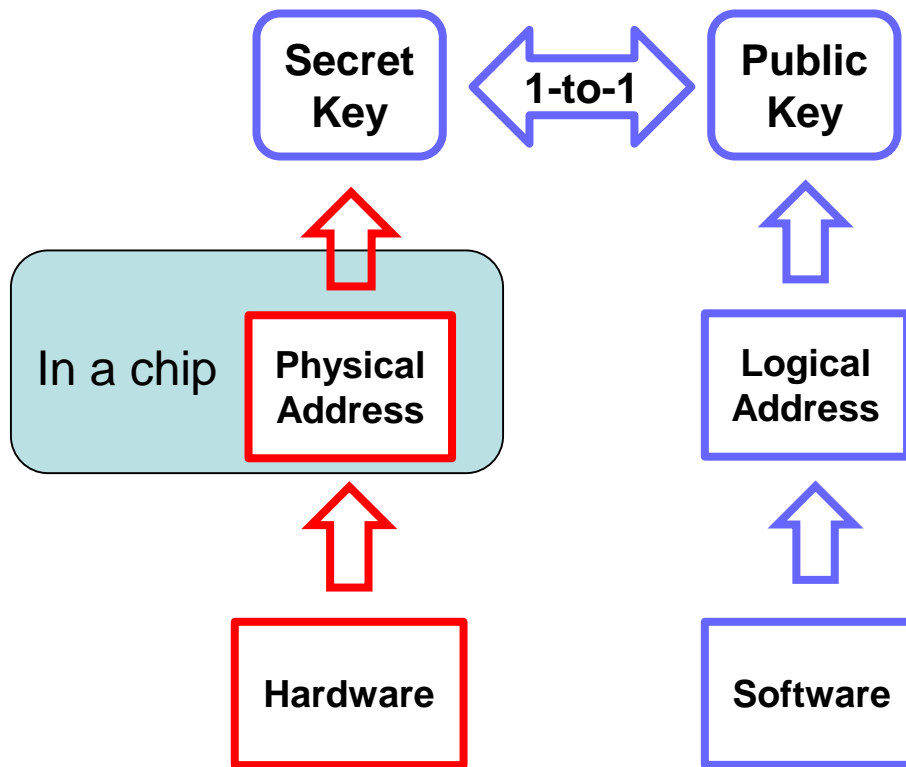 Secret
Key
1-to-1
Public
Key
In a chip
Physical
Address
Logical
Address
Hardware
Software